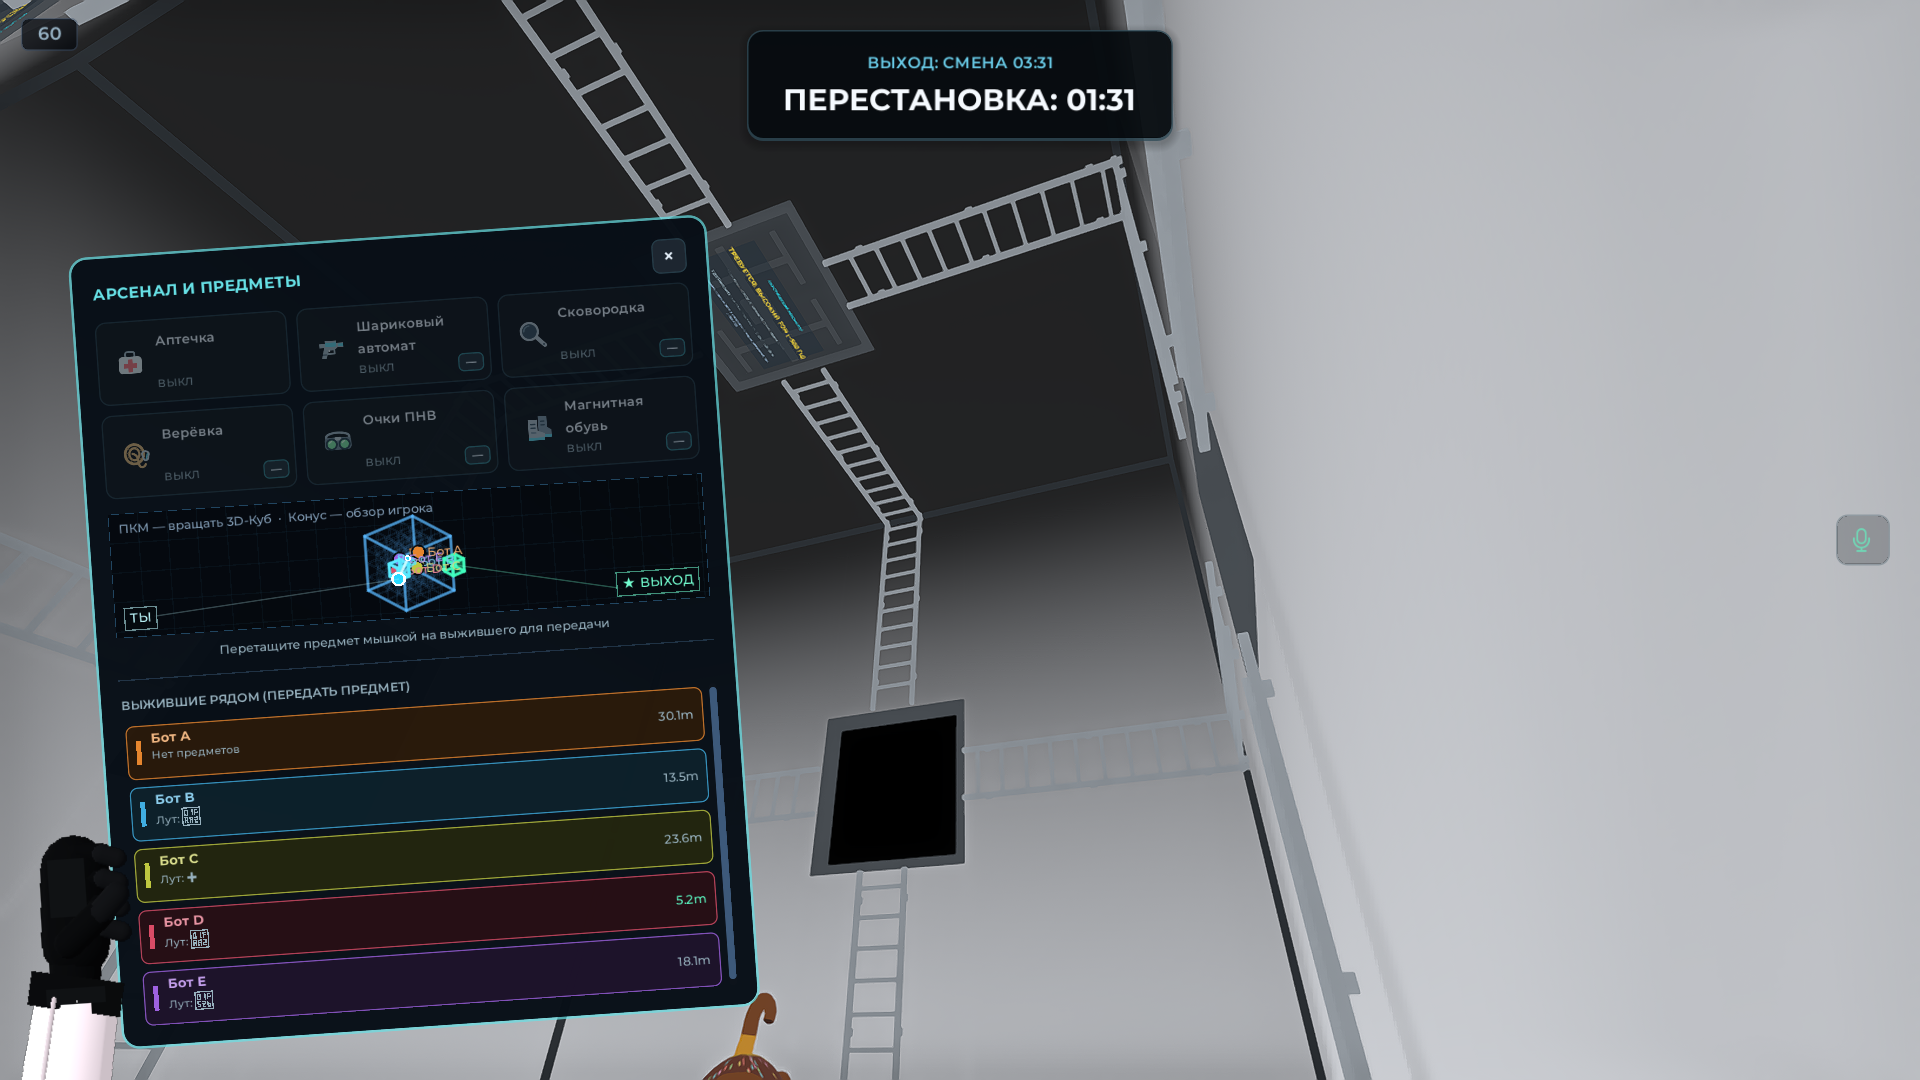 60
ВЫХОД: СМЕНА 03:31
ПЕРЕСТАНОВКА: 01:31
АРСЕНАЛ И ПРЕДМЕТЫ
×
Аптечка
ВЫКЛ
Шариковый
автомат
ВЫКЛ
—
Сковородка
ВЫКЛ
—
Верёвка
ВЫКЛ
—
Очки ПНВ
ВЫКЛ
—
Магнитная
обувь
ВЫКЛ
—
ПКМ — вращать 3D-Куб · Конус — обзор игрока
Бот A
ТЫ
★ ВЫХОД
Перетащите предмет мышкой на выжившего для передачи
ВЫЖИВШИЕ РЯДОМ (ПЕРЕДАТЬ ПРЕДМЕТ)
Бот A
30.1m
Нет предметов
Бот B
13.5m
Лут:
Бот C
23.6m
Лут: +
Бот D
5.2m
Лут:
Бот E
18.1m
Лут: